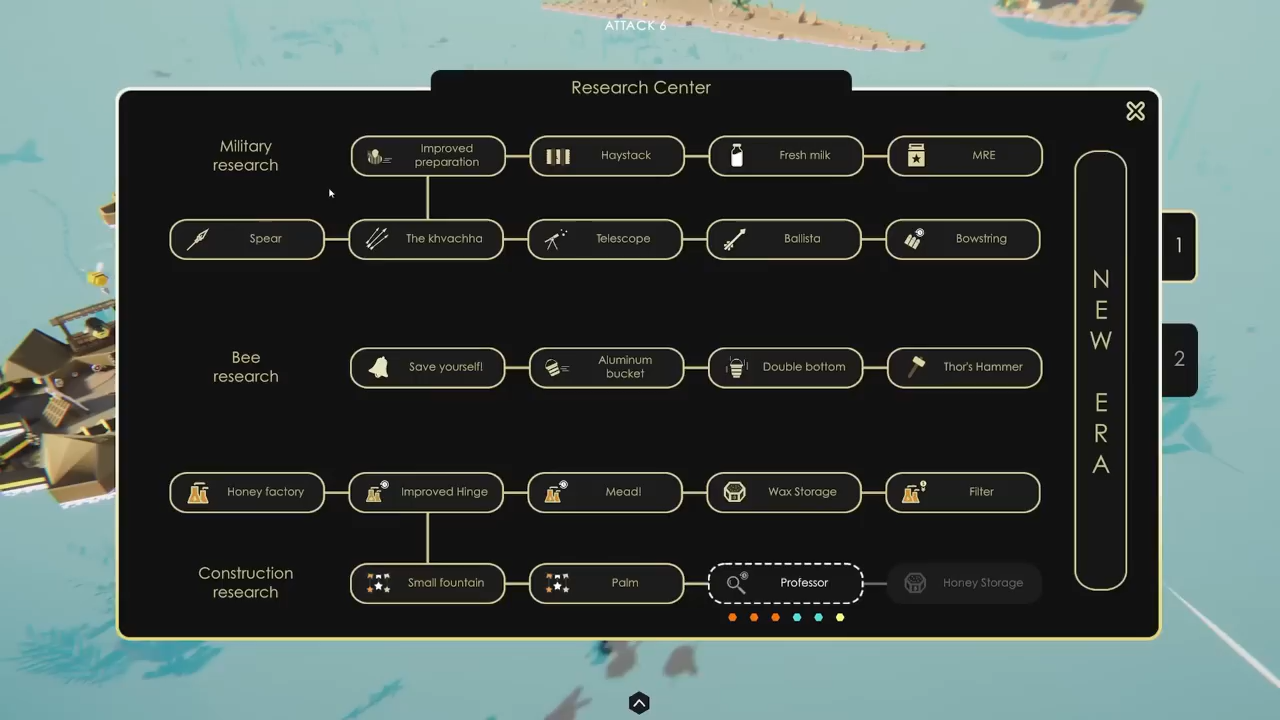 ATTACK 6
Research Center
Military
research
Improved
preparation
Haystack
Fresh milk
MRE
Spear
The khvachha
Telescope
Ballista
Bowstring
Bee
research
Save yourself!
Aluminum
bucket
Double bottom
Thor's Hammer
Honey factory
Improved Hinge
Mead!
Wax Storage
Filter
Construction
research
Small fountain
Palm
Professor
Honey Storage
NEW ERA
1
2